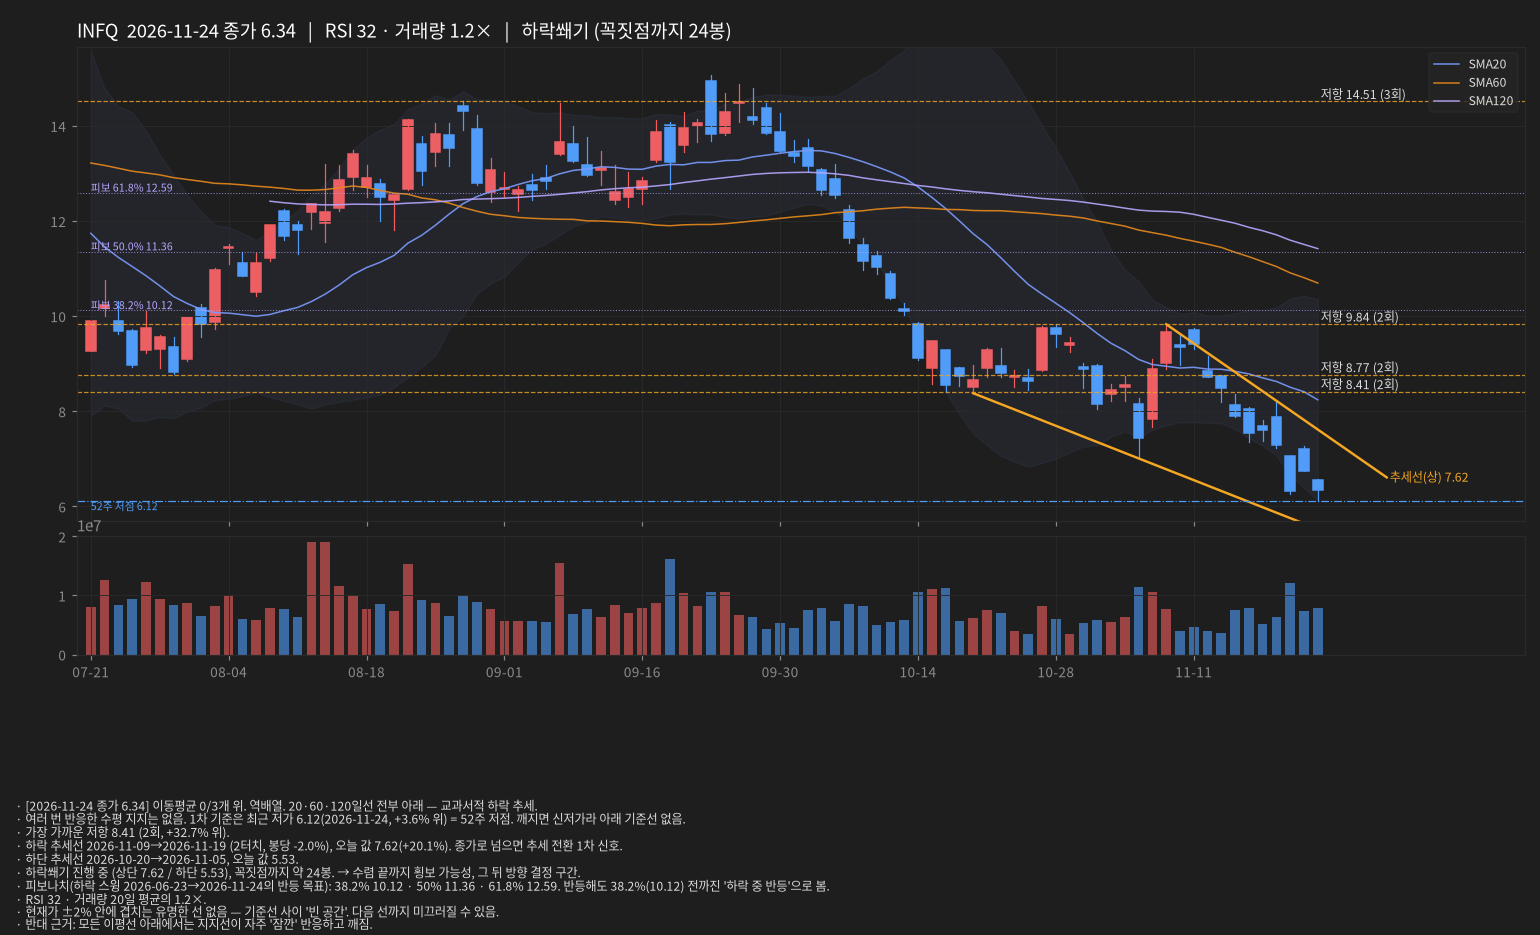 INFQ 2026-11-24 종가 6.34 | RSI 32 · 거래량 1.2× | 하락쐐기 (꼭짓점까지 24봉)
SMA20
SMA60
SMA120
저항 14.51 (3회)
14
피보 61.8% 12.59
12
피보 50.0% 11.36
피보 38.2% 10.12
10
저항 9.84 (2회)
저항 8.77 (2회)
저항 8.41 (2회)
8
추세선(상) 7.62
6
52주 저점 6.12
1e7
2
1
0
07-21 08-04 08-18 09-01 09-16 09-30 10-14 10-28 11-11
· [2026-11-24 종가 6.34] 이동평균 0/3개 위. 역배열. 20·60·120일선 전부 아래 — 교과서적 하락 추세.
· 여러 번 반응한 수평 지지는 없음. 1차 기준은 최근 저가 6.12(2026-11-24, +3.6% 위) = 52주 저점. 깨지면 신저가라 아래 기준선 없음.
· 가장 가까운 저항 8.41 (2회, +32.7% 위).
· 하락 추세선 2026-11-09→2026-11-19 (2터치, 봉당 -2.0%), 오늘 값 7.62(+20.1%). 종가로 넘으면 추세 전환 1차 신호.
· 하단 추세선 2026-10-20→2026-11-05, 오늘 값 5.53.
· 하락쐐기 진행 중 (상단 7.62 / 하단 5.53), 꼭짓점까지 약 24봉. → 수렴 끝까지 횡보 가능성, 그 뒤 방향 결정 구간.
· 피보나치(하락 스윙 2026-06-23→2026-11-24의 반등 목표): 38.2% 10.12 · 50% 11.36 · 61.8% 12.59. 반등해도 38.2%(10.12) 전까진 '하락 중 반등'으로 봄.
· RSI 32 · 거래량 20일 평균의 1.2×.
· 현재가 ±2% 안에 겹치는 유명한 선 없음 — 기준선 사이 '빈 공간'. 다음 선까지 미끄러질 수 있음.
· 반대 근거: 모든 이평선 아래에서는 지지선이 자주 '잠깐' 반응하고 깨짐.